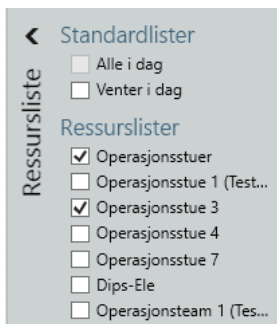 Ressursliste
Standardlister
Alle i dag
Venter i dag
Ressurslister
Operasjonsstuer
Operasjonsstue 1 (Test...
Operasjonsstue 3
Operasjonsstue 4
Operasjonsstue 7
Dips-Ele
Operasjonsteam 1 (Tes...